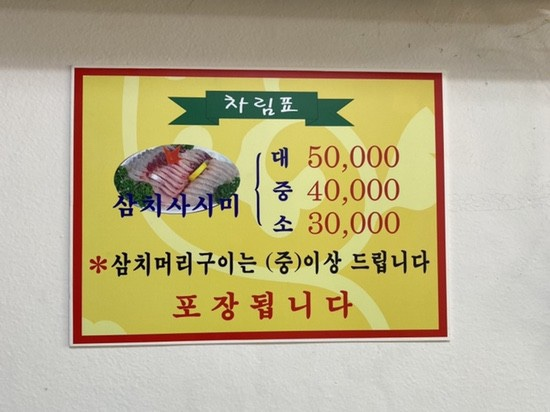 차림표
삼치사시미
대 50,000
중 40,000
소 30,000
*삼치머리구이는 (중)이상 드립니다
포장됩니다